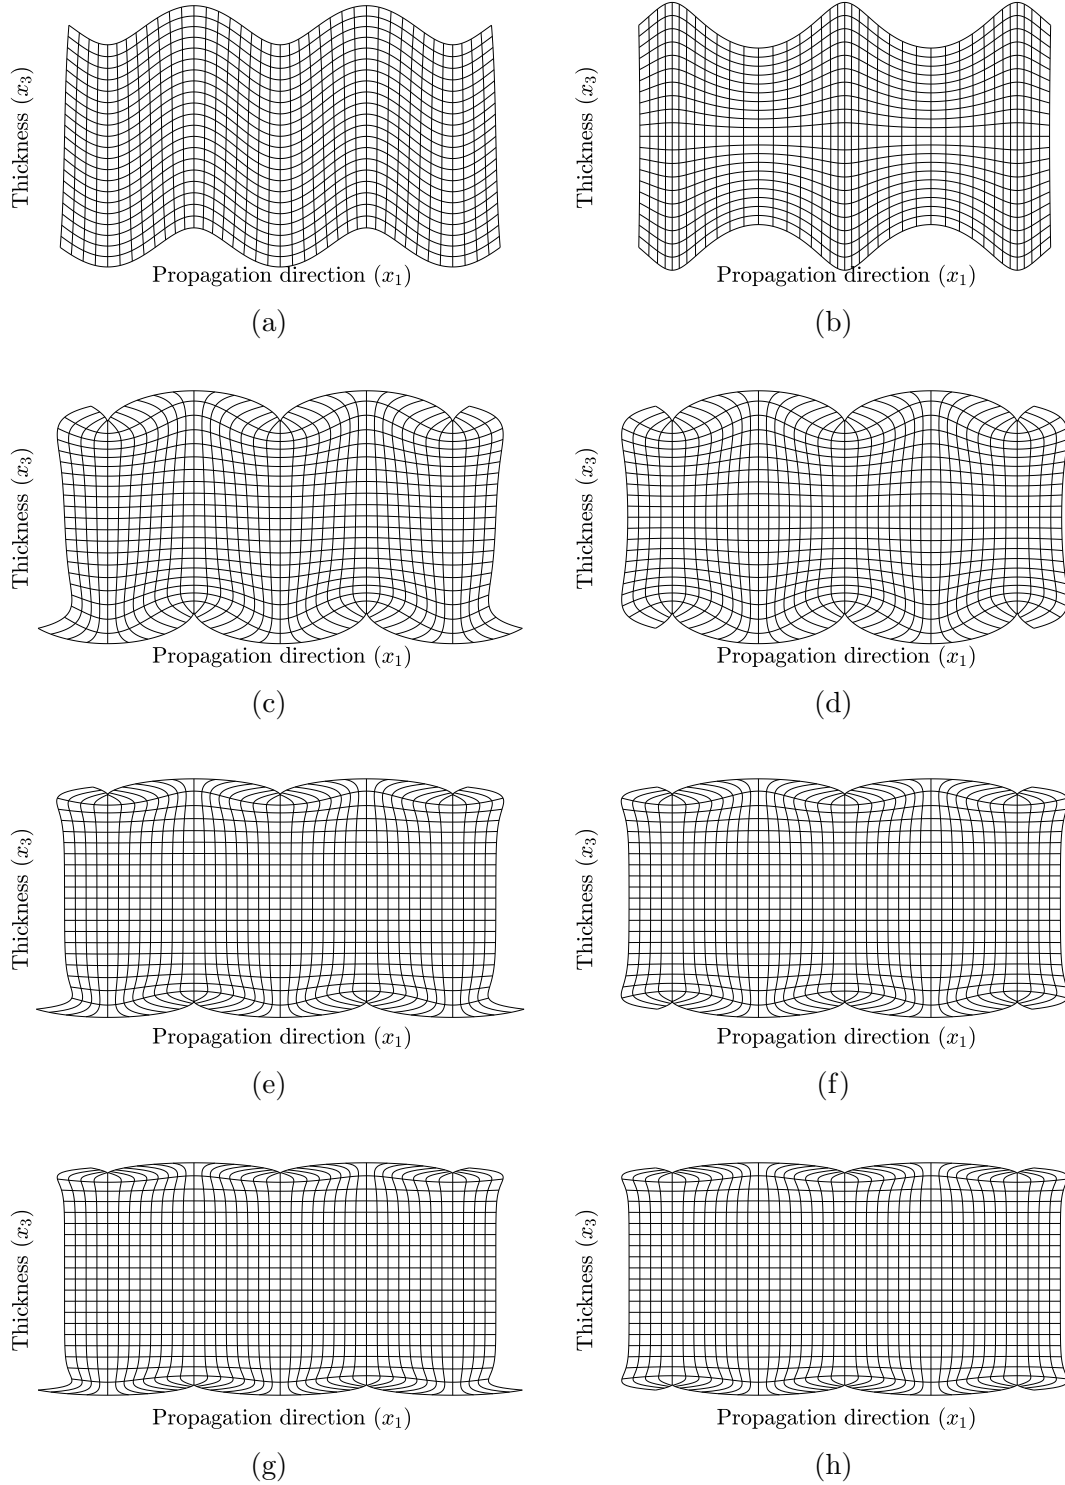 Thickness (x3)
Propagation direction (x1)
(a)
Thickness (x3)
Propagation direction (x1)
(b)
Thickness (x3)
Propagation direction (x1)
(c)
Thickness (x3)
Propagation direction (x1)
(d)
Thickness (x3)
Propagation direction (x1)
(e)
Thickness (x3)
Propagation direction (x1)
(f)
Thickness (x3)
Propagation direction (x1)
(g)
Thickness (x3)
Propagation direction (x1)
(h)